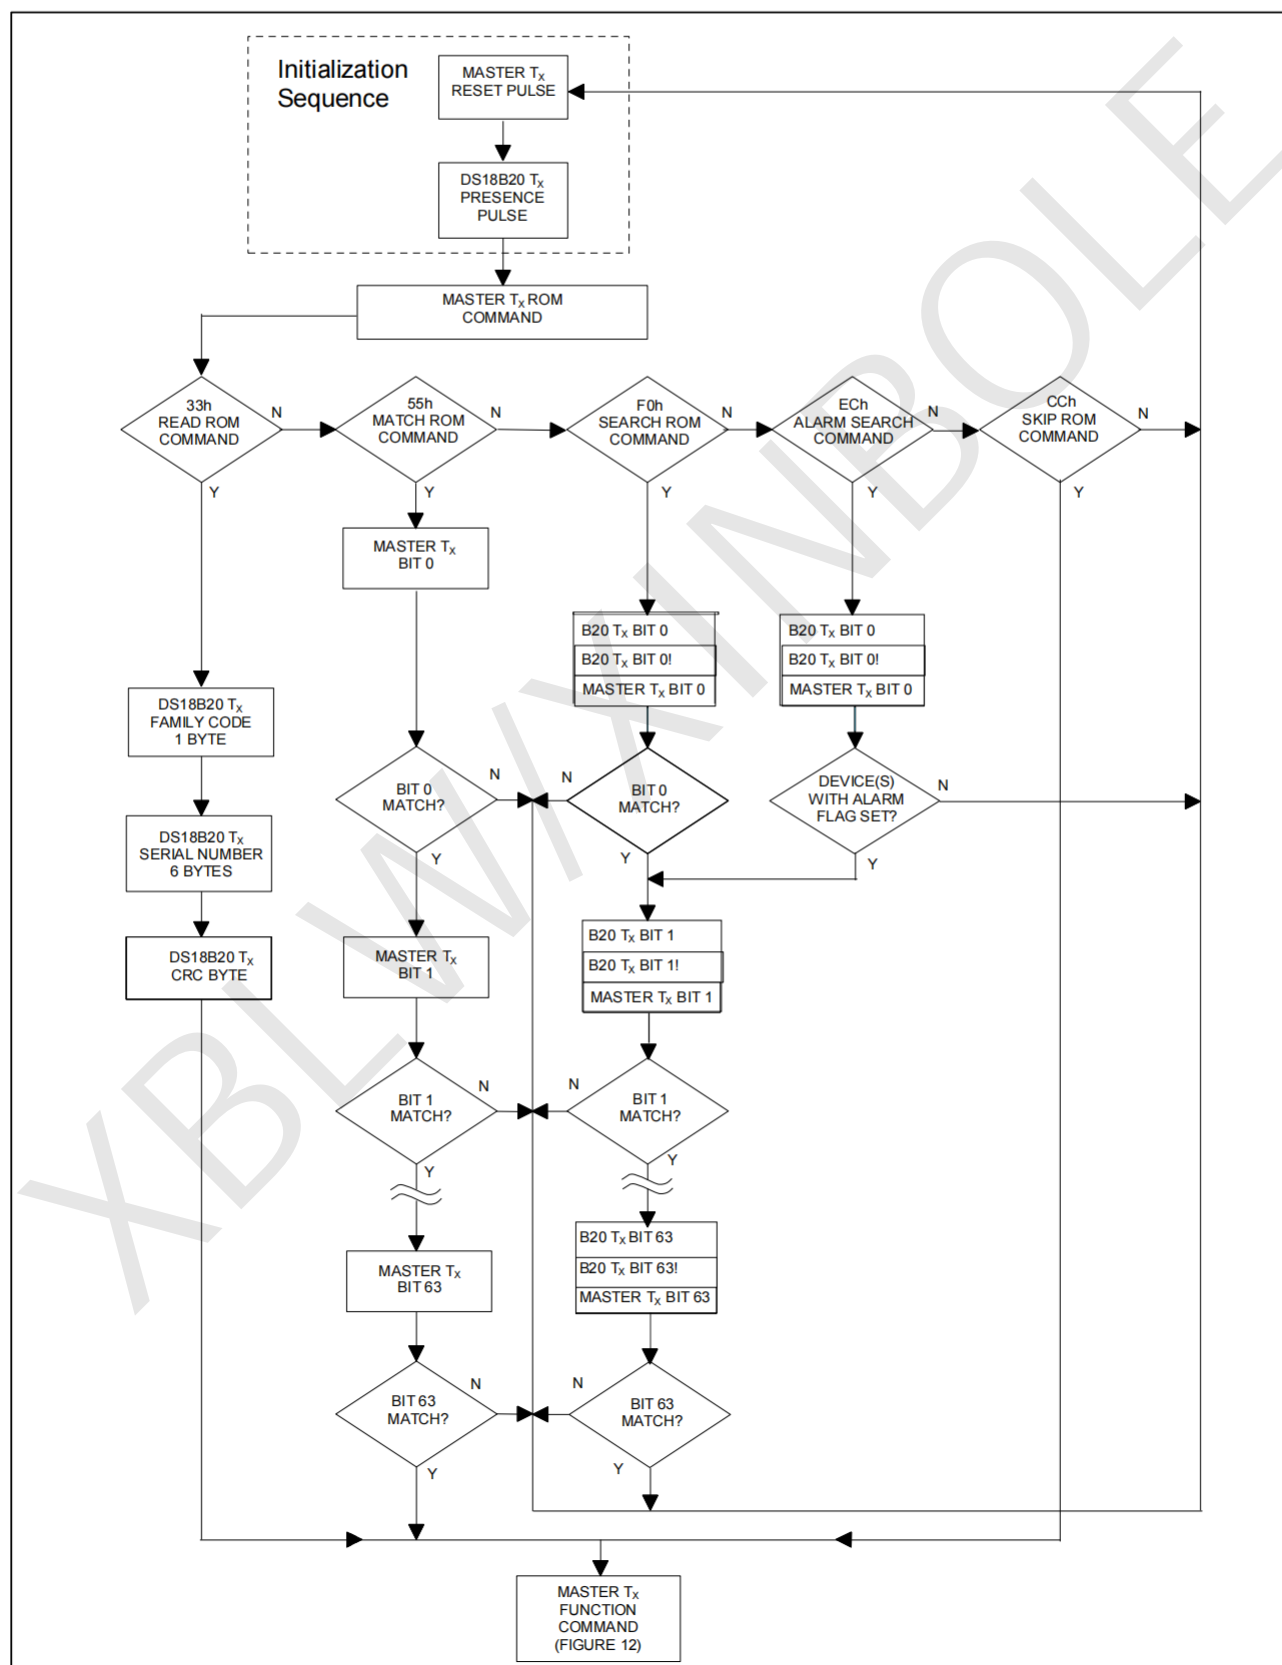 Initialization
Sequence
MASTER TX
RESET PULSE
DS18B20 TX
PRESENCE
PULSE
MASTER TX ROM
COMMAND
33h
READ ROM
COMMAND
N
Y
55h
MATCH ROM
COMMAND
N
Y
F0h
SEARCH ROM
COMMAND
N
Y
ECh
ALARM SEARCH
COMMAND
N
Y
CCh
SKIP ROM
COMMAND
N
Y
MASTER TX
BIT 0
B20 TX BIT 0
B20 TX BIT 0!
MASTER TX BIT 0
B20 TX BIT 0
B20 TX BIT 0!
MASTER TX BIT 0
DS18B20 TX
FAMILY CODE
1 BYTE
BIT 0
MATCH?
N
Y
N
BIT 0
MATCH?
Y
DEVICE(S)
WITH ALARM
FLAG SET?
N
Y
DS18B20 TX
SERIAL NUMBER
6 BYTES
DS18B20 TX
CRC BYTE
MASTER TX
BIT 1
B20 TX BIT 1
B20 TX BIT 1!
MASTER TX BIT 1
BIT 1
MATCH?
N
Y
N
BIT 1
MATCH?
Y
MASTER TX
BIT 63
B20 TX BIT 63
B20 TX BIT 63!
MASTER TX BIT 63
BIT 63
MATCH?
N
Y
N
BIT 63
MATCH?
Y
MASTER TX
FUNCTION
COMMAND
(FIGURE 12)
XBLW/XINBOLE